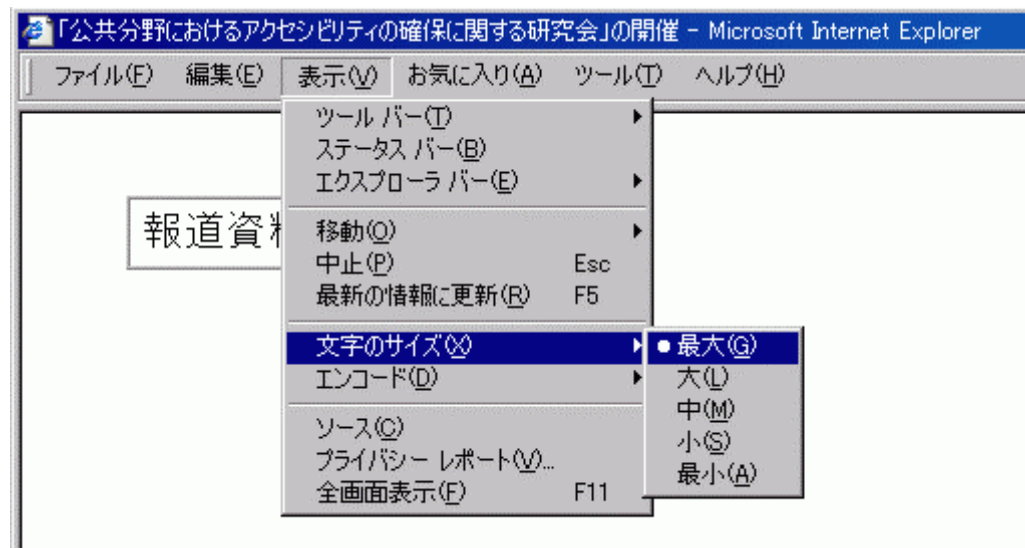 「公共分野におけるアクセシビリティの確保に関する研究会」の開催 - Microsoft Internet Explorer
ファイル(F) 編集(E) 表示(V) お気に入り(A) ツール(T) ヘルプ(H)
ツール バー(T)
ステータス バー(B)
エクスプローラ バー(E)
報道資
移動(O)
中止(P) Esc
最新の情報に更新(R) F5
文字のサイズ(X)
最大(G)
エンコード(D)
大(L)
中(M)
ソース(C)
小(S)
プライバシー レポート(V)...
最小(A)
全画面表示(F) F11